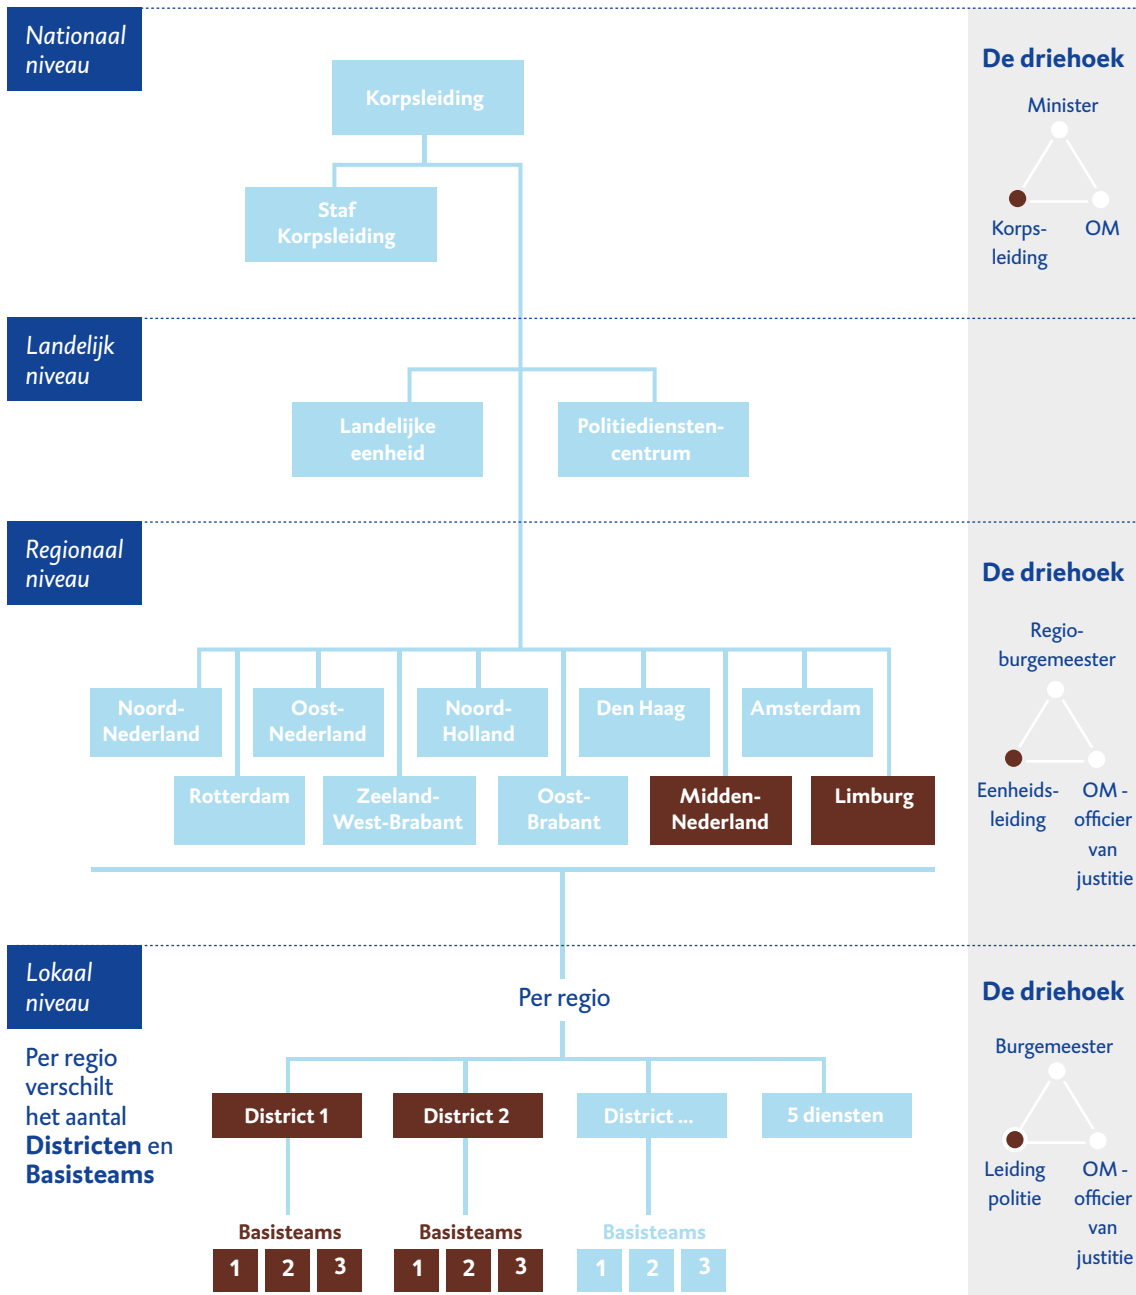 Nationaal
niveau
De driehoek
Korpsleiding
Minister
Staf
Korpsleiding
Korps-
leiding
OM
Landelijk
niveau
Landelijke
eenheid
Politiediensten-
centrum
Regionaal
niveau
De driehoek
Regio-
burgemeester
Noord-
Nederland
Oost-
Nederland
Noord-
Holland
Den Haag
Amsterdam
Rotterdam
Zeeland-
West-Brabant
Oost-
Brabant
Midden-
Nederland
Limburg
Eenheids-
leiding
OM -
officier
van
justitie
Lokaal
niveau
Per regio
De driehoek
Per regio
verschilt
het aantal
Districten en
Basisteams
Burgemeester
District 1
District 2
District ...
5 diensten
Leiding
politie
OM -
officier
van
justitie
Basisteams
1 2 3
Basisteams
1 2 3
Basisteams
1 2 3